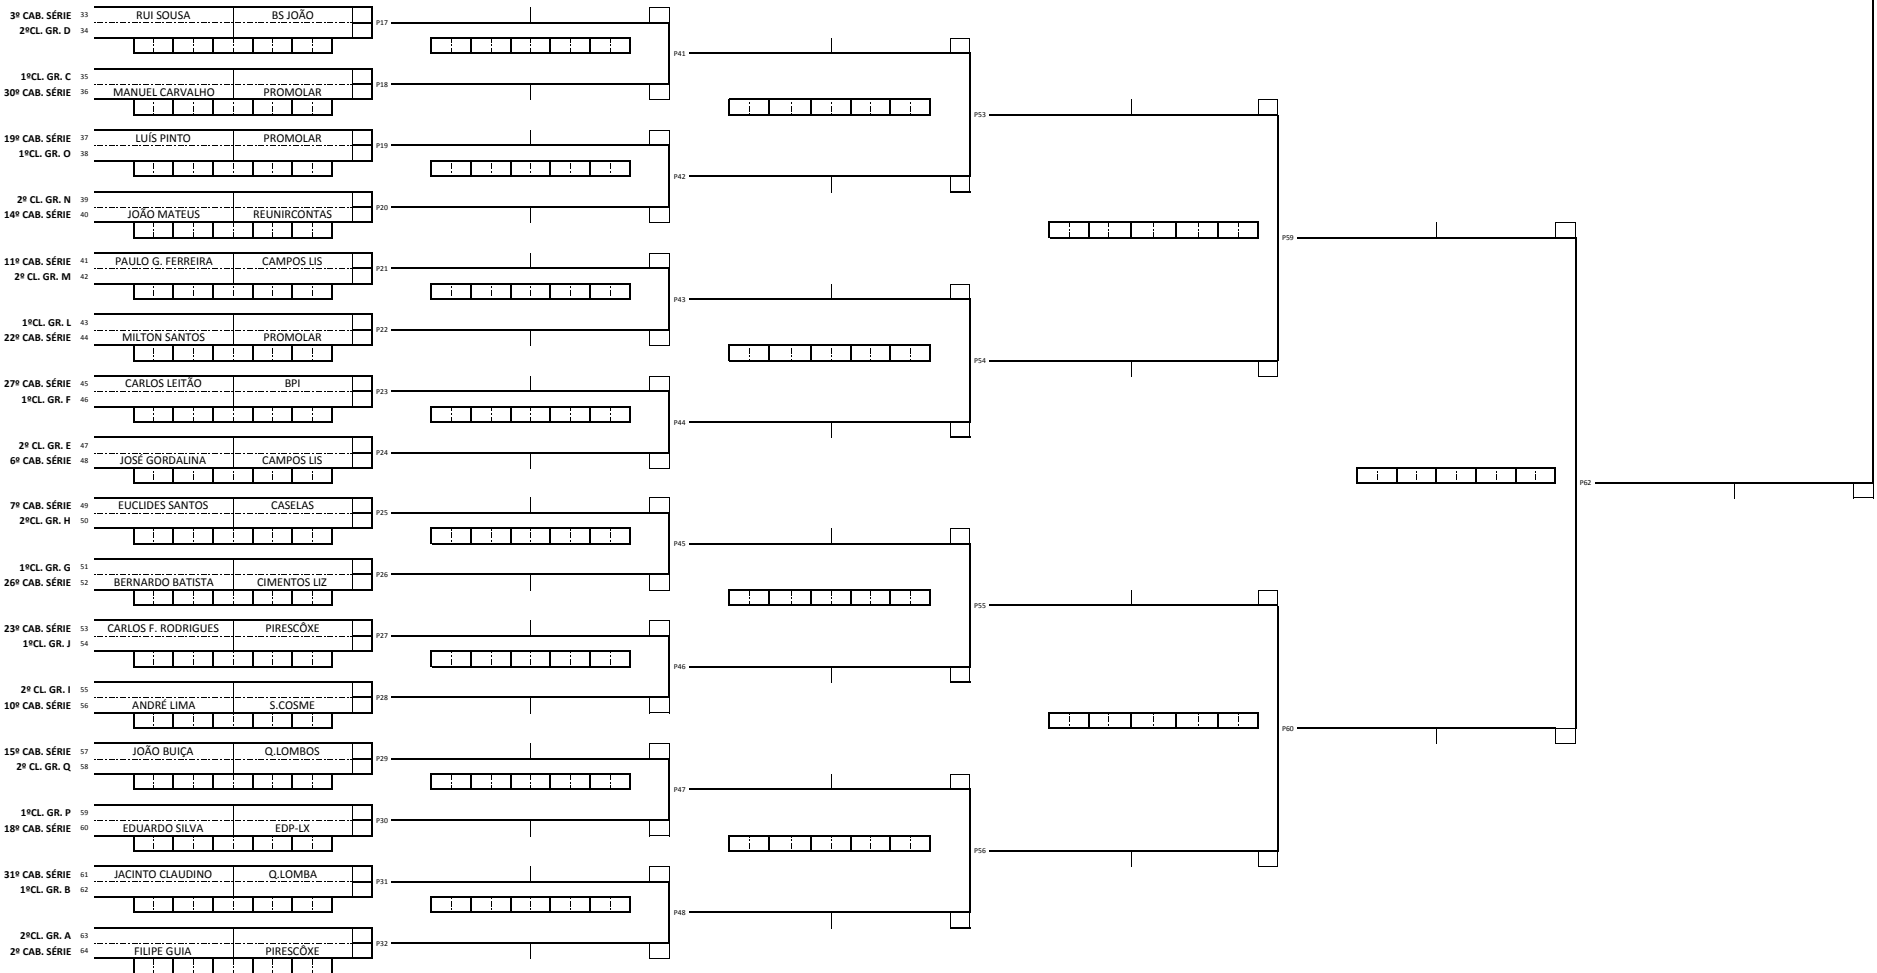 3º CAB. SÉRIE 33 RUI SOUSA BS JOÃO
P17
2ºCL. GR. D 34
P41
1ºCL. GR. C 35
P18
30º CAB. SÉRIE 36 MANUEL CARVALHO PROMOLAR
P53
19º CAB. SÉRIE 37 LUÍS PINTO PROMOLAR
P19
1ºCL. GR. O 38
P42
2º CL. GR. N 39
P20
14º CAB. SÉRIE 40 JOÃO MATEUS REUNIRCONTAS
P59
11º CAB. SÉRIE 41 PAULO G. FERREIRA CAMPOS LIS
P21
2º CL. GR. M 42
P43
1ºCL. GR. L 43
P22
22º CAB. SÉRIE 44 MILTON SANTOS PROMOLAR
P54
27º CAB. SÉRIE 45 CARLOS LEITÃO BPI
P23
1ºCL. GR. F 46
P44
2º CL. GR. E 47
P24
6º CAB. SÉRIE 48 JOSÉ GORDALINA CAMPOS LIS
P62
7º CAB. SÉRIE 49 EUCLIDES SANTOS CASELAS
P25
2ºCL. GR. H 50
P45
1ºCL. GR. G 51
P26
26º CAB. SÉRIE 52 BERNARDO BATISTA CIMENTOS LIZ
P55
23º CAB. SÉRIE 53 CARLOS F. RODRIGUES PIRESCÔXE
P27
1ºCL. GR. J 54
P46
2º CL. GR. I 55
P28
10º CAB. SÉRIE 56 ANDRÉ LIMA S.COSME
P60
15º CAB. SÉRIE 57 JOÃO BUIÇA Q.LOMBOS
P29
2º CL. GR. Q 58
P47
1ºCL. GR. P 59
P30
18º CAB. SÉRIE 60 EDUARDO SILVA EDP-LX
P56
31º CAB. SÉRIE 61 JACINTO CLAUDINO Q.LOMBA
P31
1ºCL. GR. B 62
P48
2ºCL. GR. A 63
P32
2º CAB. SÉRIE 64 FILIPE GUIA PIRESCÔXE